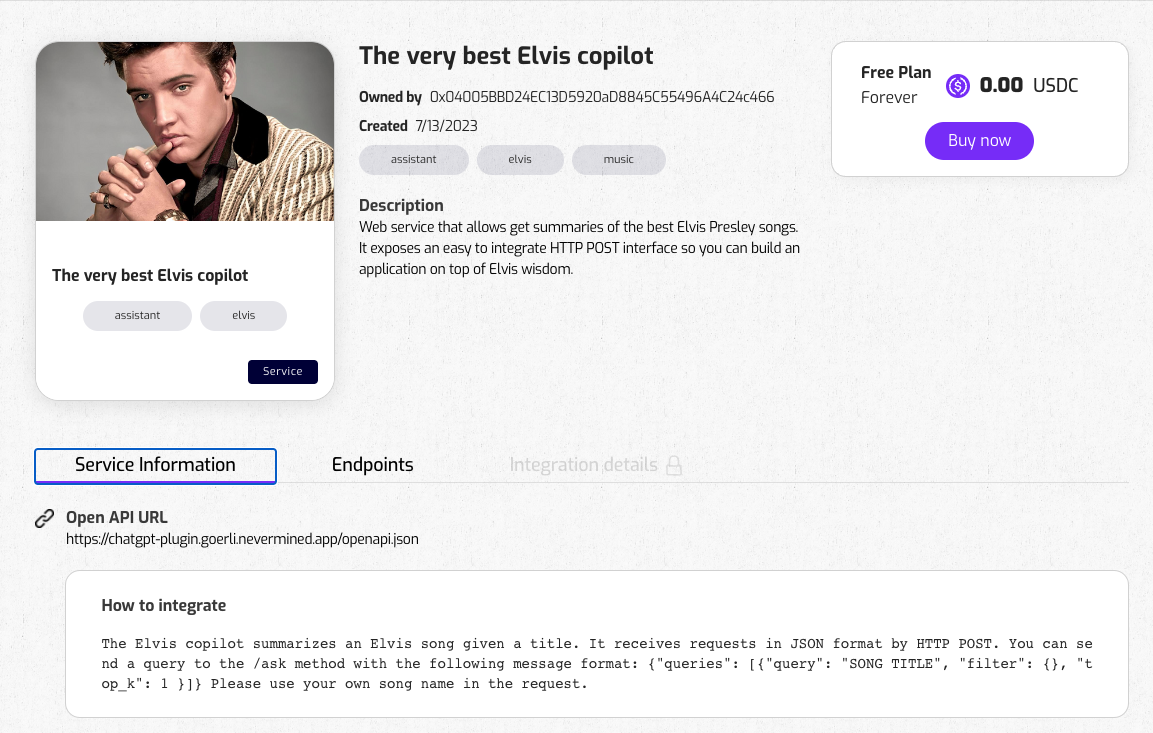 The very best Elvis copilot
Owned by 0x04005BBD24EC13D5920aD8845C55496A4C24c466
Created 7/13/2023
assistant elvis music
Description
Web service that allows get summaries of the best Elvis Presley songs.
It exposes an easy to integrate HTTP POST interface so you can build an
application on top of Elvis wisdom.
Free Plan
Forever
0.00 USDC
Buy now
The very best Elvis copilot
assistant elvis
Service
Service Information Endpoints Integration details
Open API URL
https://chatgpt-plugin.goerli.nevermined.app/openapi.json
How to integrate
The Elvis copilot summarizes an Elvis song given a title. It receives requests in JSON format by HTTP POST. You can se
nd a query to the /ask method with the following message format: {"queries": [{"query": "SONG TITLE", "filter": {}, "t
op_k": 1 }]} Please use your own song name in the request.